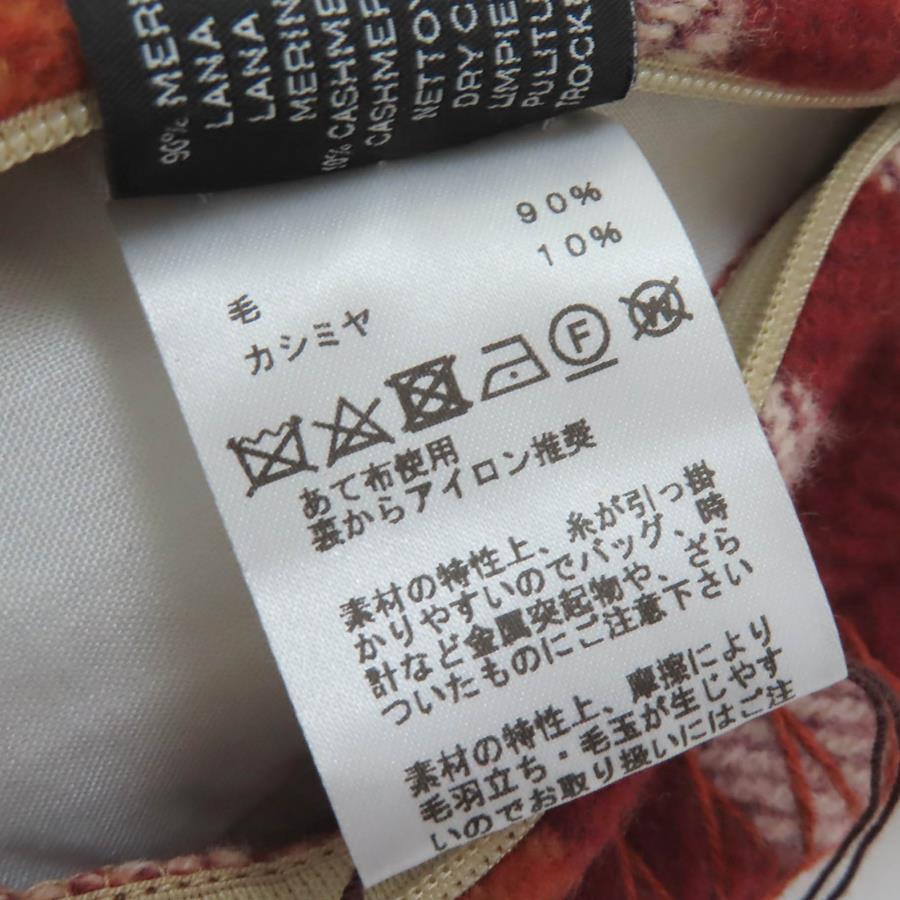 90% MERI
LANA
LANA
MERIN
10% CASHME
CASHMER
NETTOY
DRY C
LIMPIE
PULITU
TROCKE
毛 90%
カシミヤ 10%
F
W
あて布使用
裏からアイロン推奨
素材の特性上、糸が引っ掛
かりやすいのでバッグ、時
計など金属突起物や、ざら
ついたものにご注意下さい
素材の特性上、摩擦により
毛羽立ち・毛玉が生じやす
いのでお取り扱いにはご注